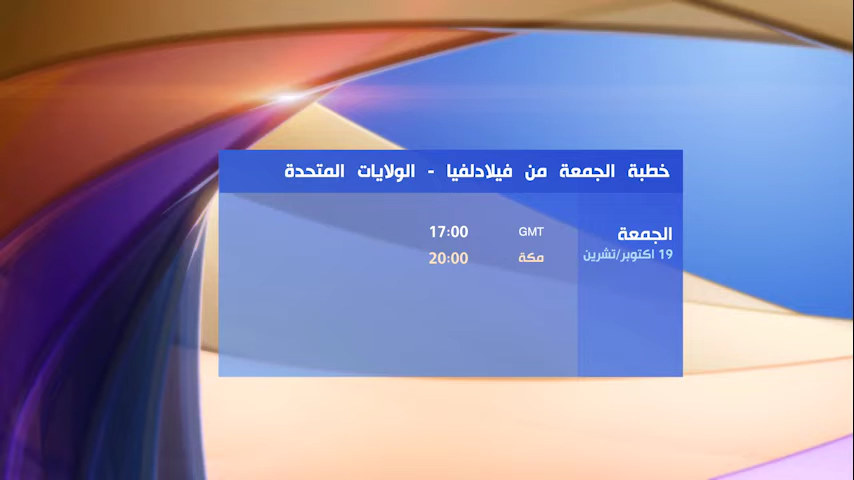 خطبة الجمعة من فيلادلفيا - الولايات المتحدة
الجمعة
19 اكتوبر/تشرين
GMT 17:00
مكة 20:00